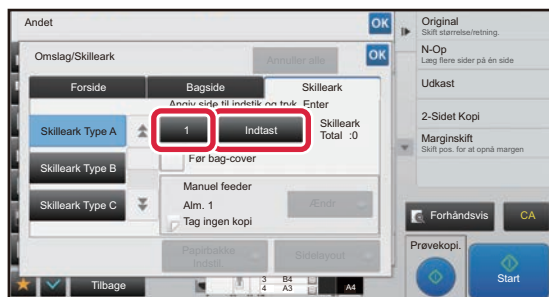 Andet
OK
Omslag/Skilleark
Annuller alle
OK
Forside
Bagside
Skilleark
Angiv side til indstik og tryk Enter
Skilleark Type A
1
Indtast
Skilleark
Total :0
Før bag-cover
Skilleark Type B
Manuel feeder
Alm. 1
Tag ingen kopi
Ændr
Skilleark Type C
Papirbakke
Indstil.
Sidelayout
Tilbage
3 B4
4 A3
A4
Original
Skift størrelse/retning.
N-Op
Læg flere sider på én side
Udkast
2-Sidet Kopi
Marginskift
Skift pos. for at opnå margen
Forhåndsvis
CA
Prøvekopi.
Start